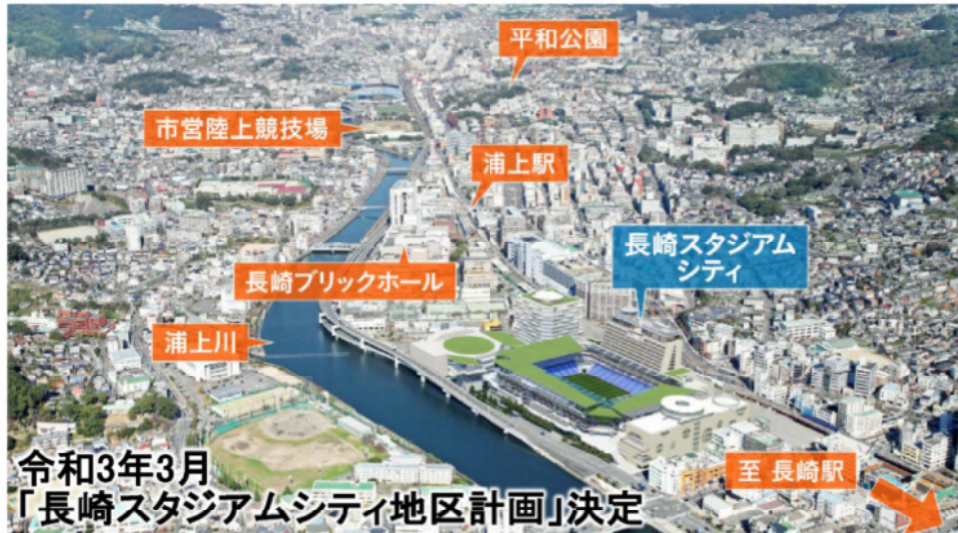 平和公園
市営陸上競技場
浦上駅
長崎スタジアム
シティ
長崎ブリックホール
浦上川
至 長崎駅
令和3年3月
「長崎スタジアムシティ地区計画」決定